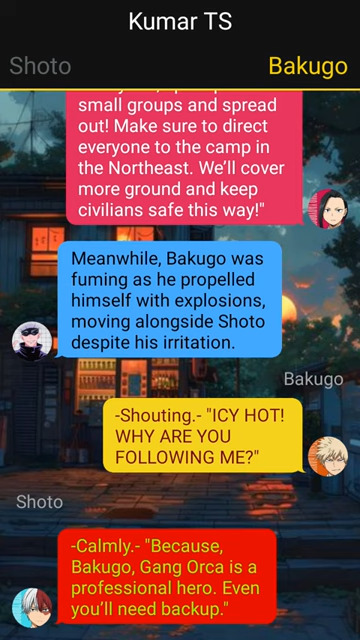 Kumar TS
Shoto
Bakugo
small groups and spread
out! Make sure to direct
everyone to the camp in
the Northeast. We'll cover
more ground and keep
civilians safe this way!"
Meanwhile, Bakugo was
fuming as he propelled
himself with explosions,
moving alongside Shoto
despite his irritation.
Bakugo
-Shouting.- "ICY HOT!
WHY ARE YOU
FOLLOWING ME?"
Shoto
-Calmly.- "Because,
Bakugo, Gang Orca is a
professional hero. Even
you'll need backup."